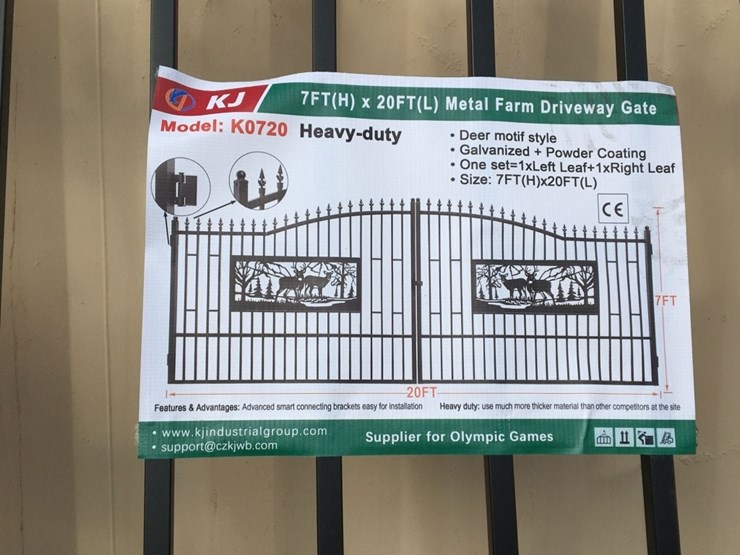 KJ
7FT(H) x 20FT(L) Metal Farm Driveway Gate
Model: K0720 Heavy-duty
• Deer motif style
• Galvanized + Powder Coating
• One set=1xLeft Leaf+1xRight Leaf
• Size: 7FT(H)x20FT(L)
CE
7FT
20FT
Features & Advantages: Advanced smart connecting brackets easy for installation Heavy duty: use much more thicker material than other competitors at the site
• www.kjindustrialgroup.com
• support@czkjwb.com
Supplier for Olympic Games